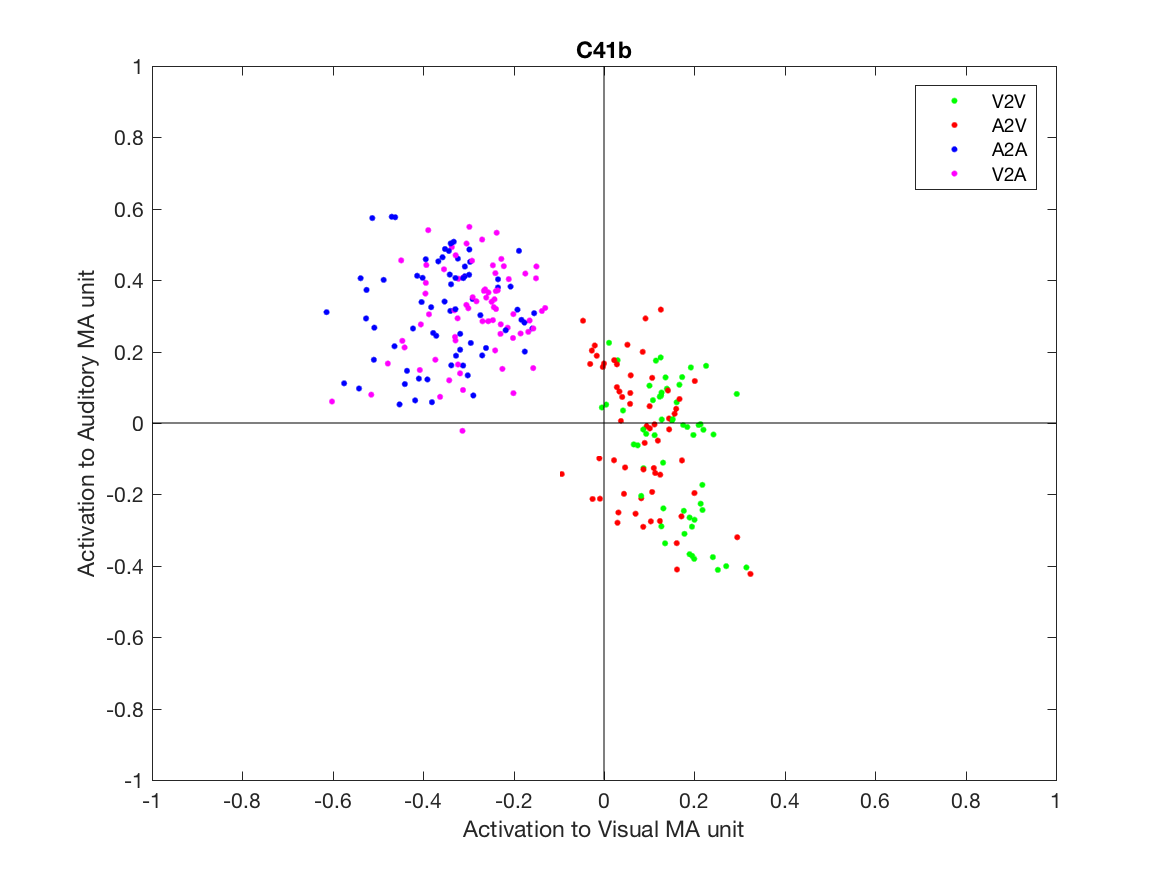 C41b
V2V
A2V
A2A
V2A
1
0.8
0.6
0.4
0.2
0
-0.2
-0.4
-0.6
-0.8
-1
Activation to Auditory MA unit
-1 -0.8 -0.6 -0.4 -0.2 0 0.2 0.4 0.6 0.8 1
Activation to Visual MA unit